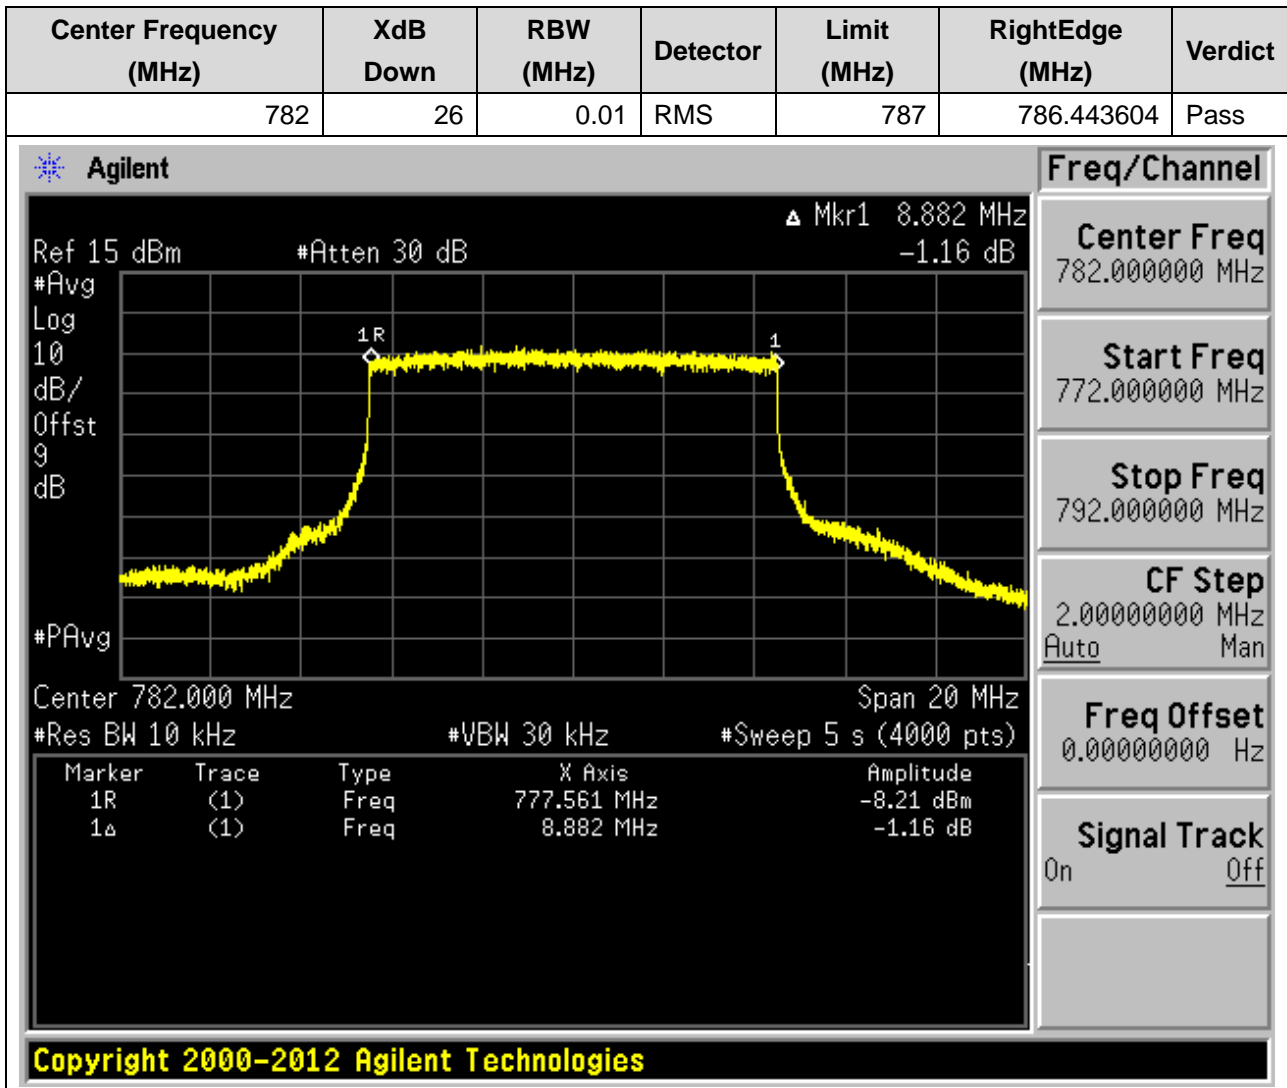 Center Frequency (MHz) XdB Down RBW (MHz) Detector Limit (MHz) RightEdge (MHz) Verdict
782 26 0.01 RMS 787 786.443604 Pass
Agilent
Freq/Channel
Δ Mkr1 8.882 MHz
Ref 15 dBm #Atten 30 dB -1.16 dB
#Avg
Log
10
dB/
Offst
9
dB
1R
1
#PAvg
Center 782.000 MHz Span 20 MHz
#Res BW 10 kHz #VBW 30 kHz #Sweep 5 s (4000 pts)
Marker Trace Type X Axis Amplitude
1R (1) Freq 777.561 MHz -8.21 dBm
1Δ (1) Freq 8.882 MHz -1.16 dB
Center Freq
782.000000 MHz
Start Freq
772.000000 MHz
Stop Freq
792.000000 MHz
CF Step
2.00000000 MHz
Auto Man
Freq Offset
0.00000000 Hz
Signal Track
On Off
Copyright 2000-2012 Agilent Technologies